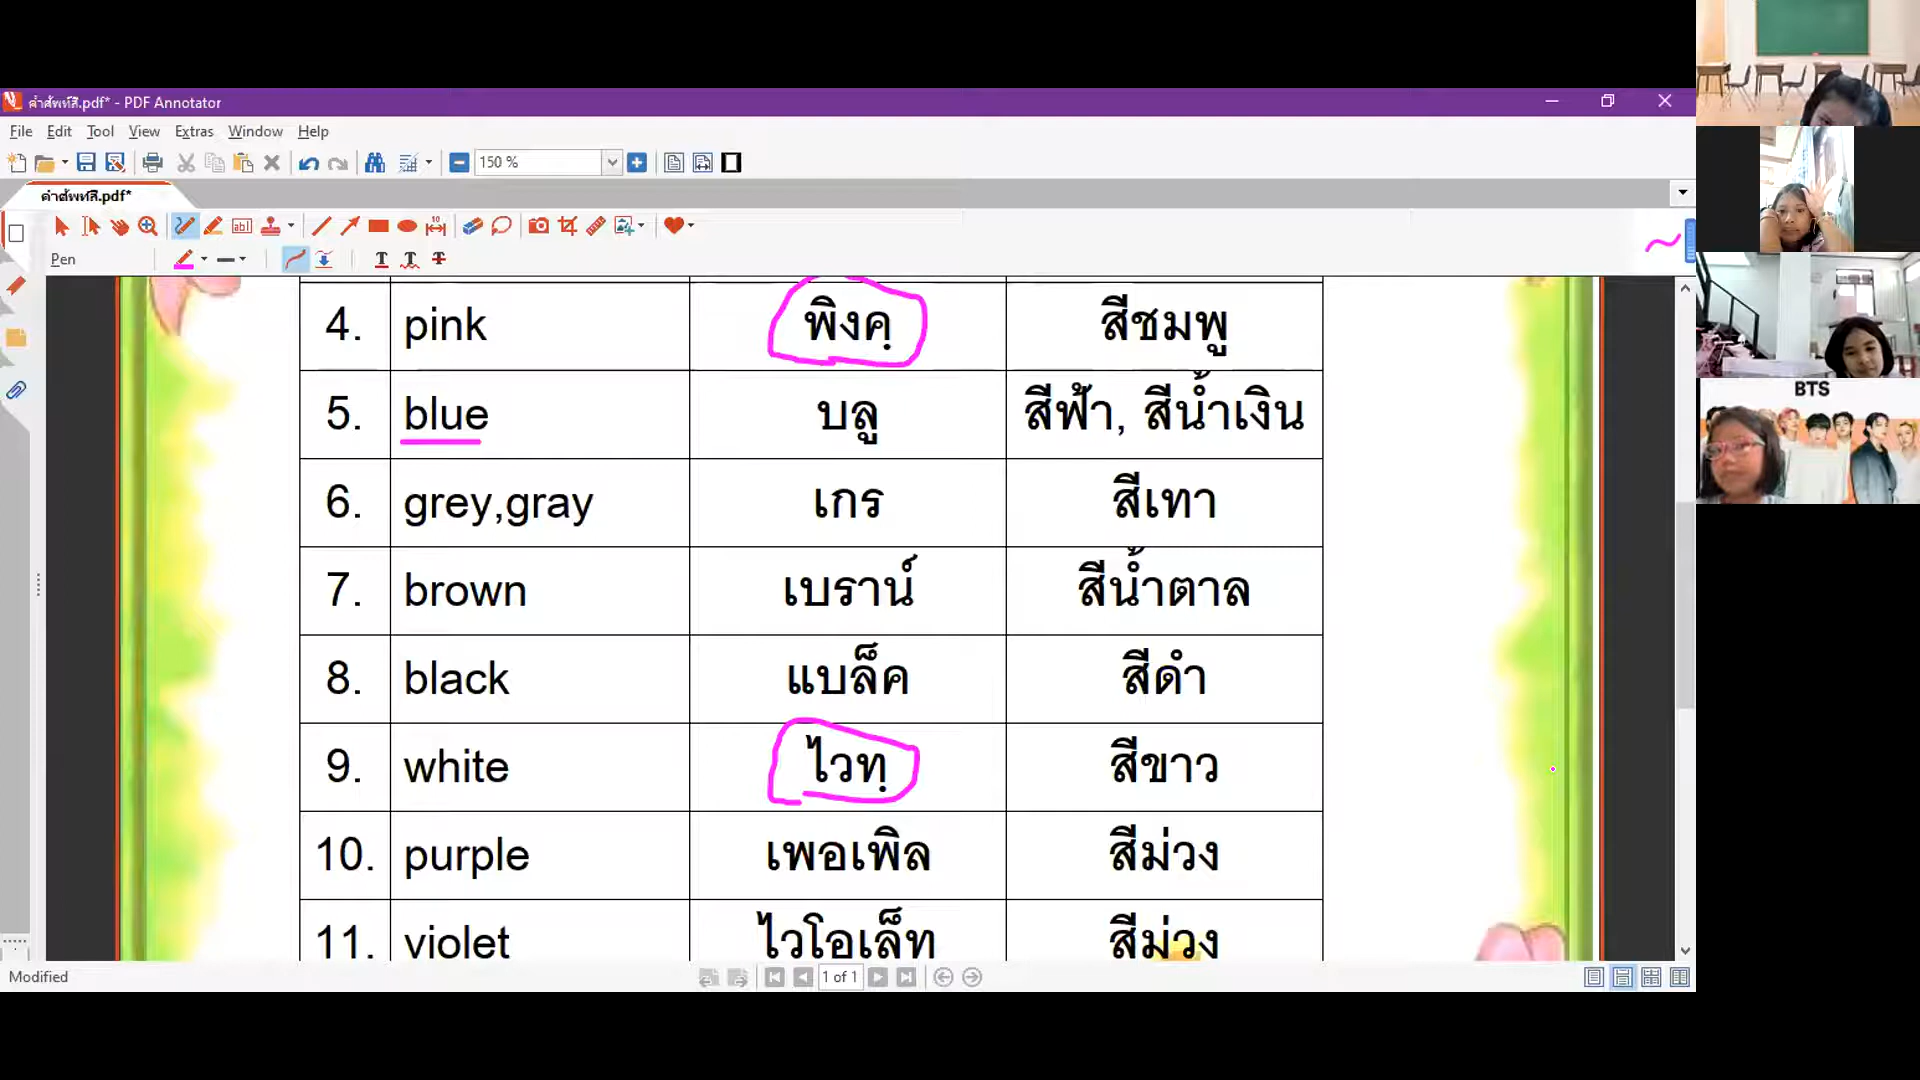 คำศัพท์สี.pdf* - PDF Annotator
File Edit Tool View Extras Window Help
150 %
คำศัพท์สี.pdf*
Pen
4. pink พิงคฺ สีชมพู
5. blue บลู สีฟ้า, สีน้ำเงิน
6. grey,gray เกร สีเทา
7. brown เบราน์ สีน้ำตาล
8. black แบล็ค สีดำ
9. white ไวทฺ สีขาว
10. purple เพอเพิล สีม่วง
11. violet ไวโอเล็ท สีม่วง
Modified
1 of 1
BTS